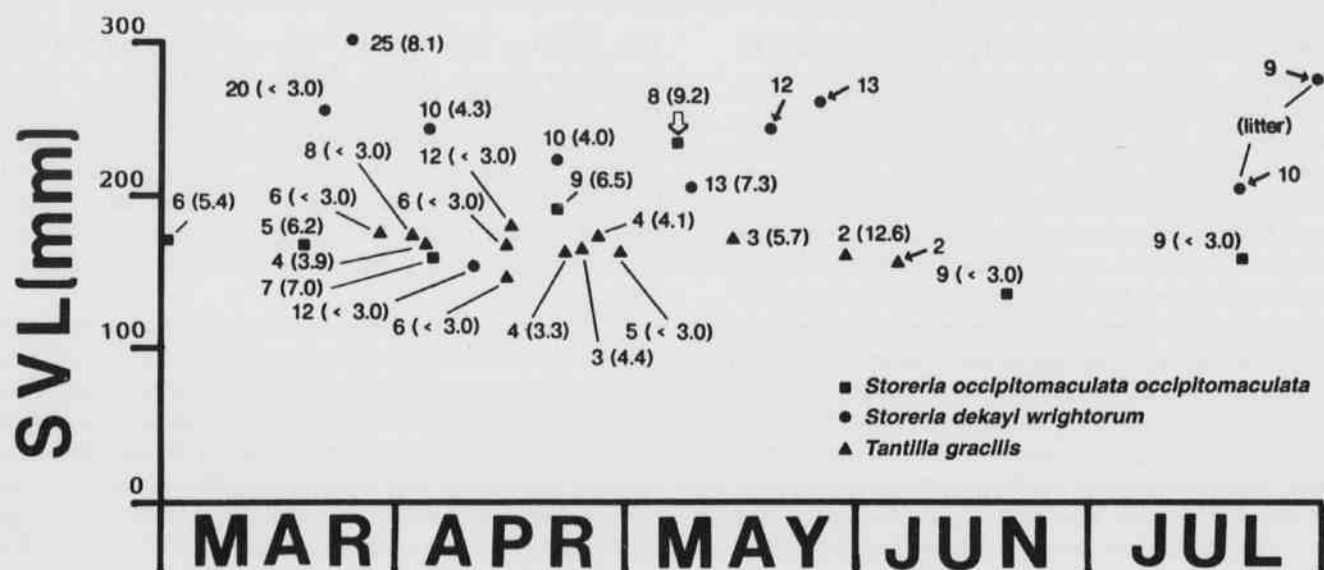 300
25 (8.1)
20 ( < 3.0)
10 (4.3)
8 ( < 3.0)
12 ( < 3.0)
10 (4.0)
8 (9.2)
12
13
9
(litter)
10
200
6 (5.4)
6 ( < 3.0)
6 ( < 3.0)
9 (6.5)
13 (7.3)
5 (6.2)
4 (4.1)
4 (3.9)
3 (5.7)
2 (12.6)
2
9 ( < 3.0)
7 (7.0)
9 ( < 3.0)
12 ( < 3.0)
6 ( < 3.0)
4 (3.3)
5 ( < 3.0)
3 (4.4)
100
SVL(mm)
Storeria occipitomaculata occipitomaculata
Storeria dekayi wrightorum
Tantilla gracilis
0
MAR APR MAY JUN JUL